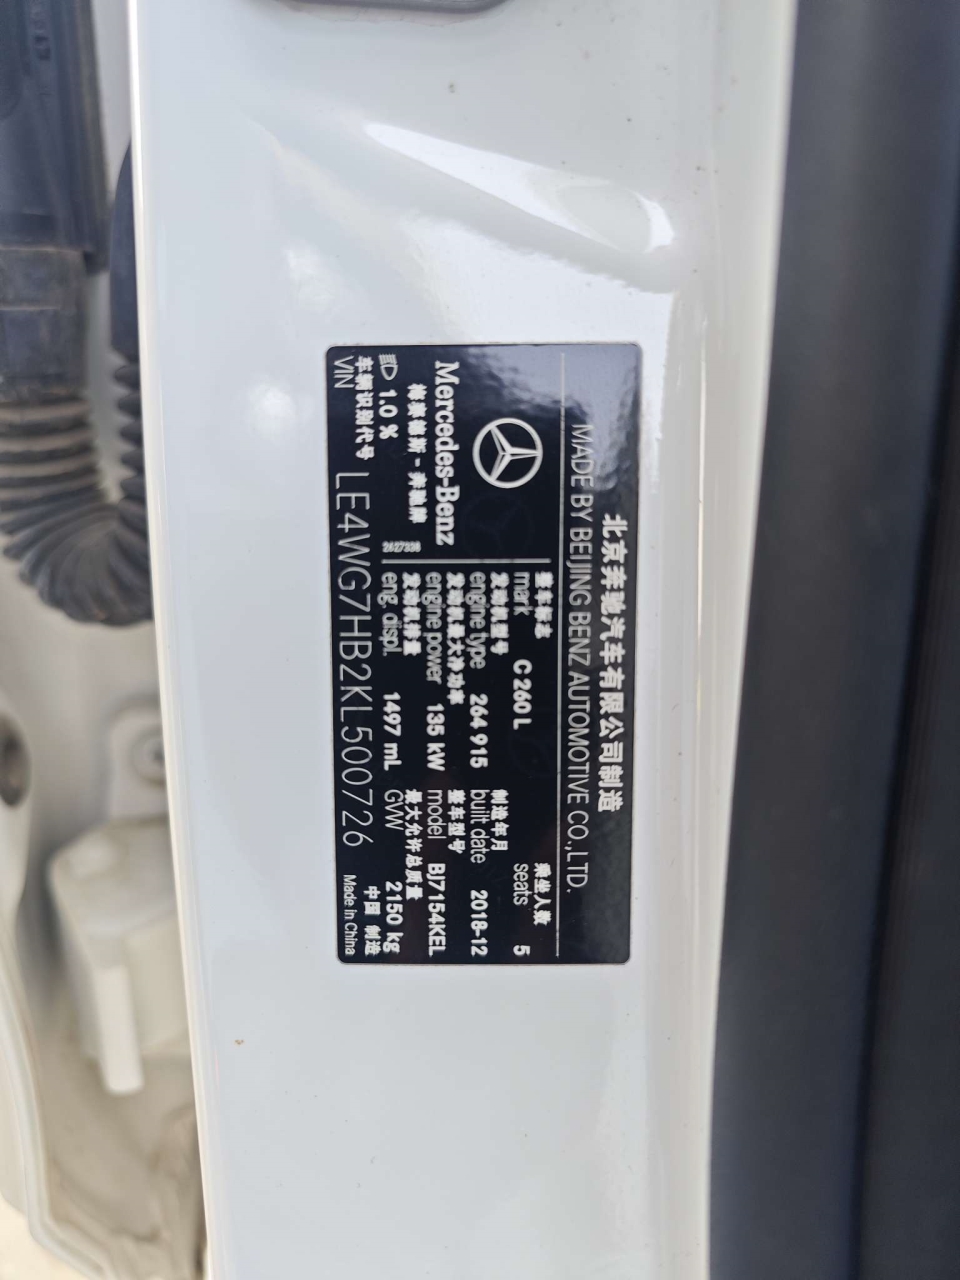 北京奔驰汽车有限公司制造
MADE BY BEIJING BENZ AUTOMOTIVE CO.,LTD.
Mercedes-Benz
梅赛德斯-奔驰牌
1.0 %
2627338
整车标志
mark C 260 L
乘坐人数
seats 5
发动机型号
engine type 264 915
制造年月
built date 2018-12
发动机最大净功率
engine power 135 kW
整车型号
model BJ7154KEL
发动机排量
eng. displ. 1497 mL
最大允许总质量
GVW 2150 kg
车辆识别代号
VIN LE4WG7HB2KL500726
中国 制造
Made in China